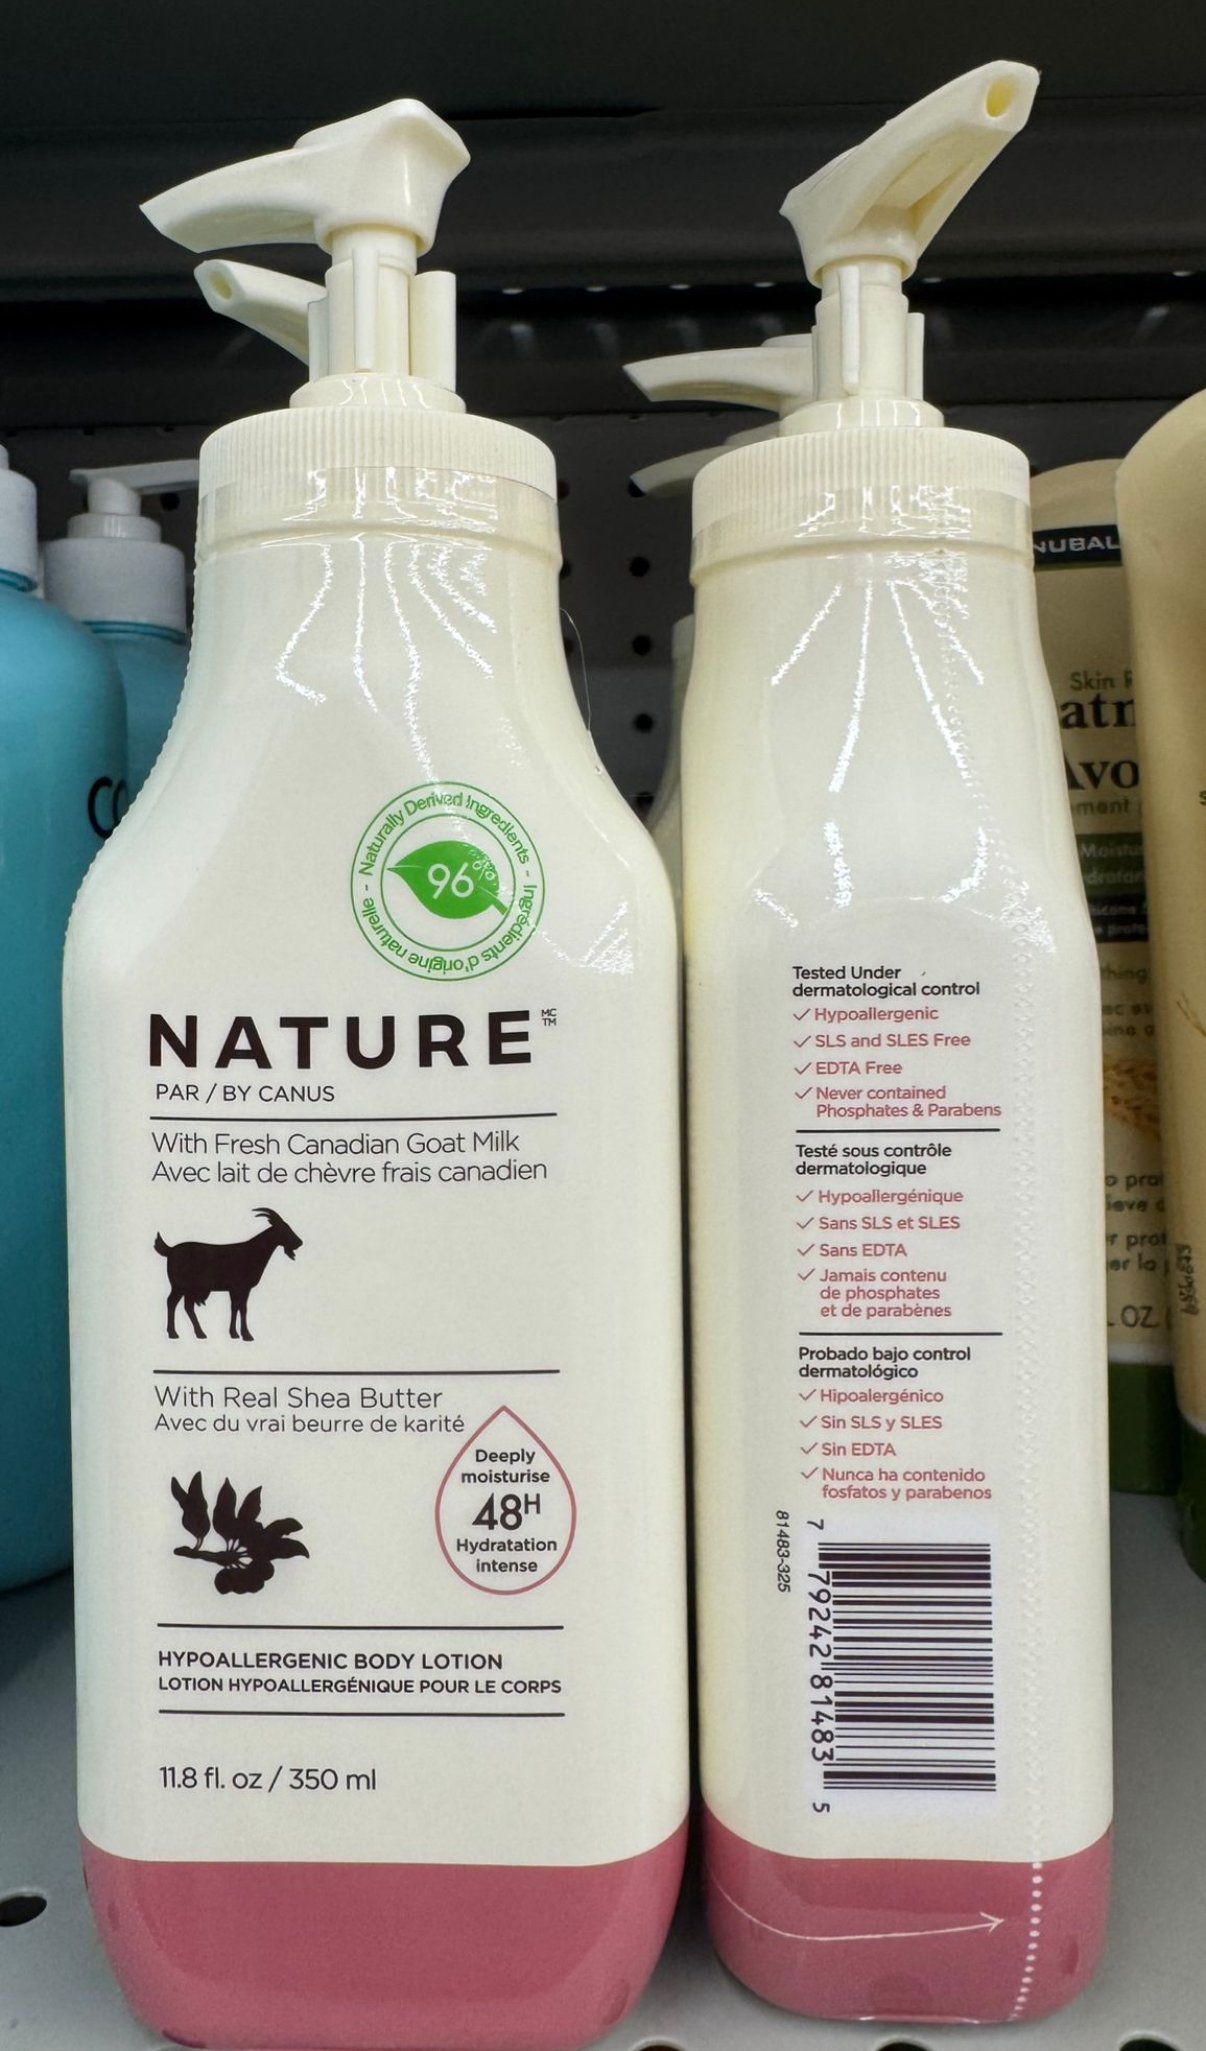 Naturally Derived Ingredients - Ingrédients d'origine naturelle -
96%
NATURE MC TM
PAR / BY CANUS
With Fresh Canadian Goat Milk
Avec lait de chèvre frais canadien
With Real Shea Butter
Avec du vrai beurre de karité
Deeply
moisturise
48H
Hydratation
intense
HYPOALLERGENIC BODY LOTION
LOTION HYPOALLERGÉNIQUE POUR LE CORPS
11.8 fl. oz / 350 ml
Tested Under
dermatological control
✓ Hypoallergenic
✓ SLS and SLES Free
✓ EDTA Free
✓ Never contained
Phosphates & Parabens
Testé sous contrôle
dermatologique
✓ Hypoallergénique
✓ Sans SLS et SLES
✓ Sans EDTA
✓ Jamais contenu
de phosphates
et de parabènes
Probado bajo control
dermatológico
✓ Hipoalergénico
✓ Sin SLS y SLES
✓ Sin EDTA
✓ Nunca ha contenido
fosfatos y parabenos
81483-325
7 79242 81483 5
Skin
OZ